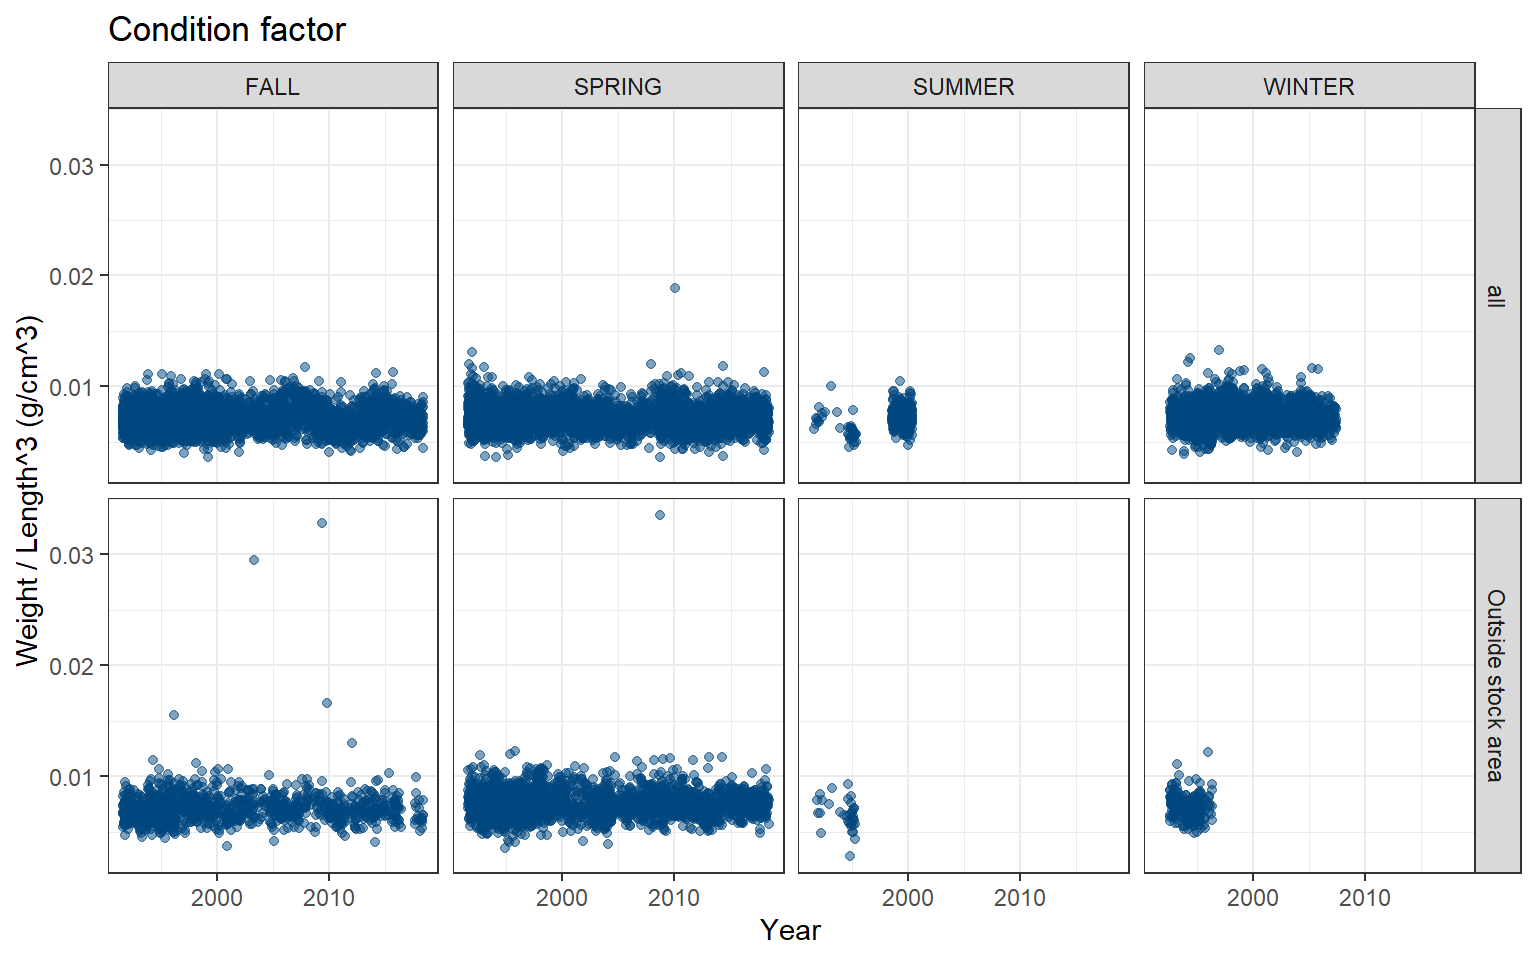 Condition factor
FALL
SPRING
SUMMER
WINTER
Weight / Length^3 (g/cm^3)
0.03
0.02
0.01
all
0.03
0.02
0.01
Outside stock area
2000
2010
2000
2010
2000
2010
2000
2010
Year